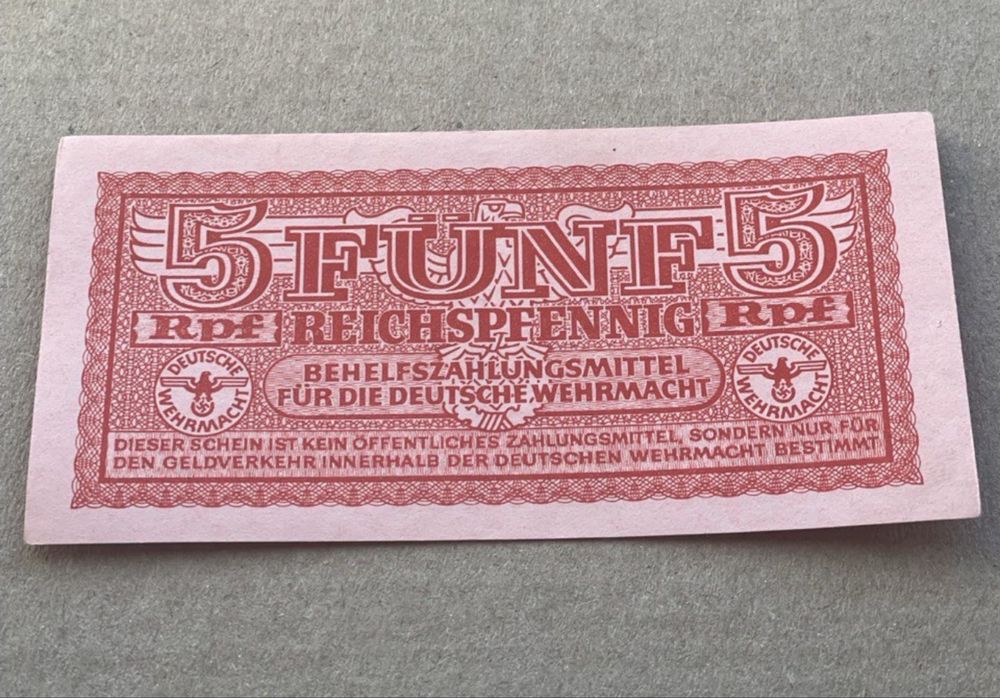 5 FÜNF 5
Rpf REICHSPFENNIG Rpf
BEHELFSZAHLUNGSMITTEL
FÜR DIE DEUTSCHE WEHRMACHT
DEUTSCHE WEHRMACHT
DEUTSCHE WEHRMACHT
DIESER SCHEIN IST KEIN ÖFFENTLICHES ZAHLUNGSMITTEL, SONDERN NUR FÜR
DEN GELDVERKEHR INNERHALB DER DEUTSCHEN WEHRMACHT BESTIMMT